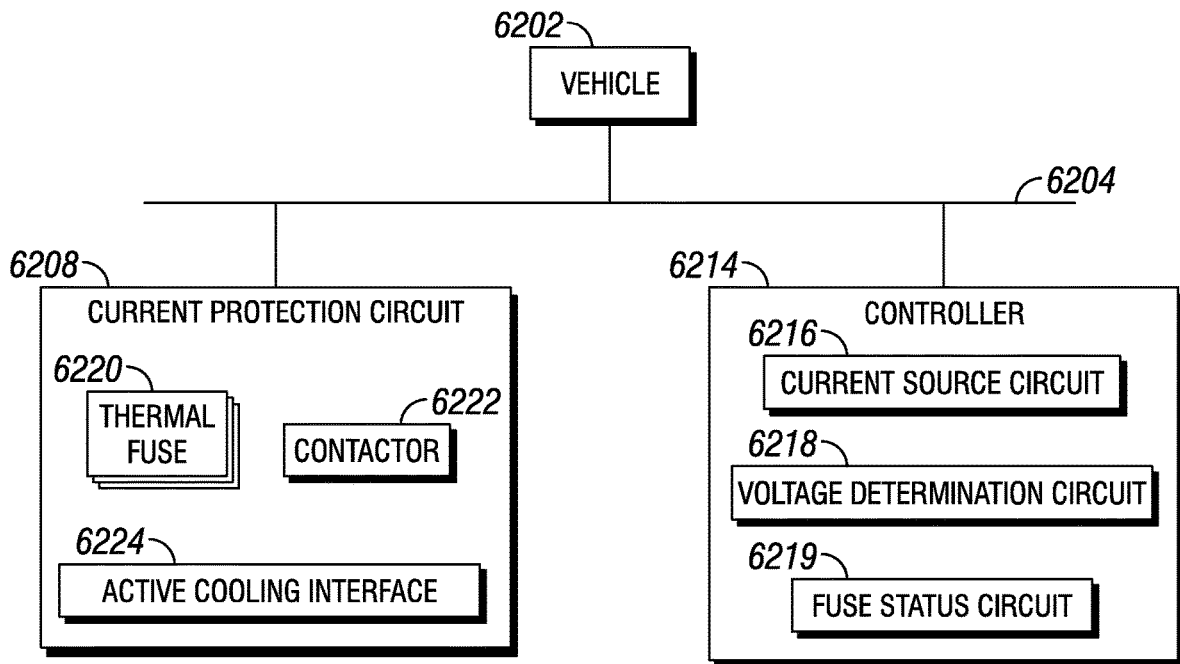 6202
VEHICLE
6204
6208
CURRENT PROTECTION CIRCUIT
6220
THERMAL
FUSE
6222
CONTACTOR
6224
ACTIVE COOLING INTERFACE
6214
CONTROLLER
6216
CURRENT SOURCE CIRCUIT
6218
VOLTAGE DETERMINATION CIRCUIT
6219
FUSE STATUS CIRCUIT